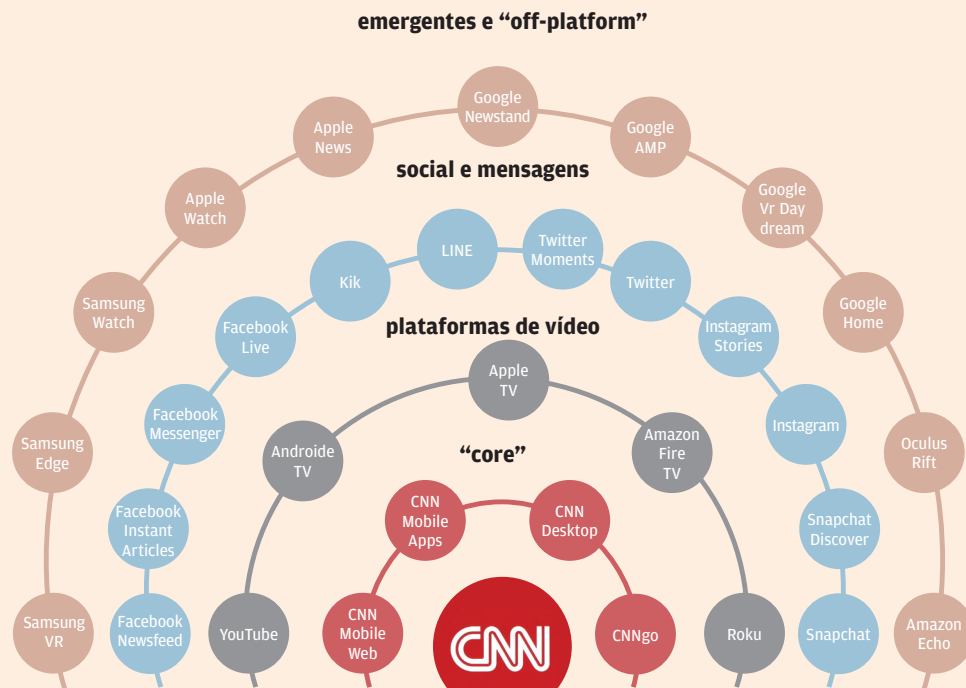 emergentes e “off-platform”
Google
Newstand
Apple
News
Google
AMP
Apple
Watch
Google
Vr Day
dream
Samsung
Watch
Google
Home
Samsung
Edge
Oculus
Rift
Samsung
VR
Amazon
Echo
social e mensagens
LINE
Twitter
Moments
Kik
Twitter
Facebook
Live
Instagram
Stories
Facebook
Messenger
Instagram
Facebook
Instant
Articles
Snapchat
Discover
Facebook
Newsfeed
Snapchat
plataformas de vídeo
Apple
TV
Androide
TV
Amazon
Fire
TV
YouTube
Roku
“core”
CNN
Mobile
Apps
CNN
Desktop
CNN
Mobile
Web
CNNgo
CNN